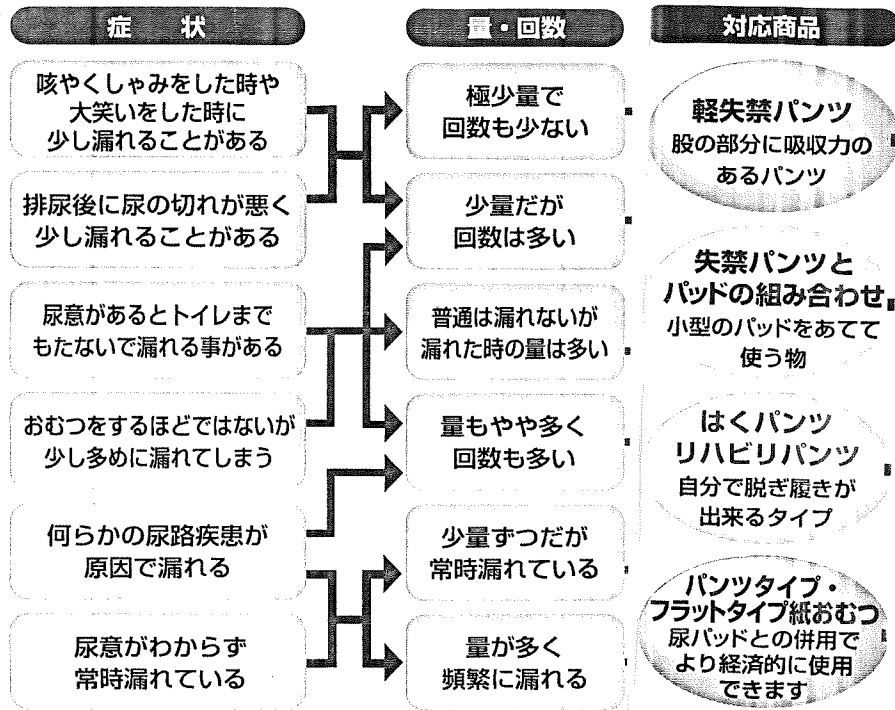 症 状
咳やくしゃみをした時や
大笑いをした時に
少し漏れることがある
排尿後に尿の切れが悪く
少し漏れることがある
尿意があるとトイレまで
もたないで漏れる事がある
おむつをするほどではないが
少し多めに漏れてしまう
何らかの尿路疾患が
原因で漏れる
尿意がわからず
常時漏れている
量・回数
極少量で
回数も少ない
少量だが
回数は多い
普通は漏れないが
漏れた時の量は多い
量もやや多く
回数も多い
少量ずつだが
常時漏れている
量が多く
頻繁に漏れる
対応商品
軽失禁パンツ
股の部分に吸収力の
あるパンツ
失禁パンツと
パッドの組み合わせ
小型のパッドをあてて
使う物
はくパンツ
リハビリパンツ
自分で脱ぎ履きが
出来るタイプ
パンツタイプ・
フラットタイプ紙おむつ
尿パッドとの併用で
より経済的に使用
できます